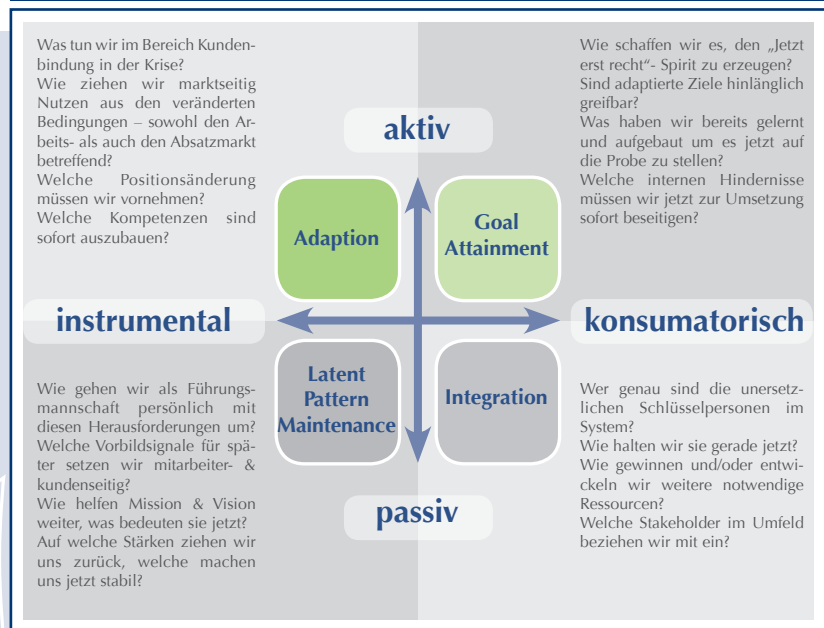 Was tun wir im Bereich Kunden-
bindung in der Krise?
Wie ziehen wir marktseitig
Nutzen aus den veränderten
Bedingungen – sowohl den Ar-
beits- als auch den Absatzmarkt
betreffend?
Welche Positionsänderung
müssen wir vornehmen?
Welche Kompetenzen sind
sofort auszubauen?
aktiv
Wie schaffen wir es, den „Jetzt
erst recht“- Spirit zu erzeugen?
Sind adaptierte Ziele hinlänglich
greifbar?
Was haben wir bereits gelernt
und aufgebaut um es jetzt auf
die Probe zu stellen?
Welche internen Hindernisse
müssen wir jetzt zur Umsetzung
sofort beseitigen?
Adaption
Goal
Attainment
instrumental
konsumatorisch
Latent
Pattern
Maintenance
Integration
Wie gehen wir als Führungs-
mannschaft persönlich mit
diesen Herausforderungen um?
Welche Vorbildsignale für spä-
ter setzen wir mitarbeiter- &
kundenseitig?
Wie helfen Mission & Vision
weiter, was bedeuten sie jetzt?
Auf welche Stärken ziehen wir
uns zurück, welche machen
uns jetzt stabil?
passiv
Wer genau sind die unersetz-
lichen Schlüsselpersonen im
System?
Wie halten wir sie gerade jetzt?
Wie gewinnen und/oder entwi-
ckeln wir weitere notwendige
Ressourcen?
Welche Stakeholder im Umfeld
beziehen wir mit ein?